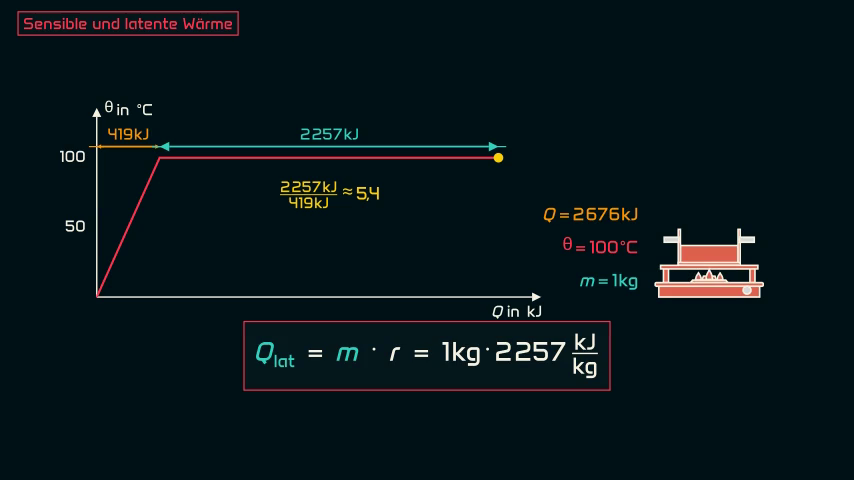 Sensible und latente Wärme
θ in °C
419kJ
2257kJ
100
2257kJ
419kJ
≈ 5,4
50
Q = 2676kJ
θ = 100°C
m = 1kg
Q in kJ
Qlat = m · r = 1kg · 2257 kJ/kg